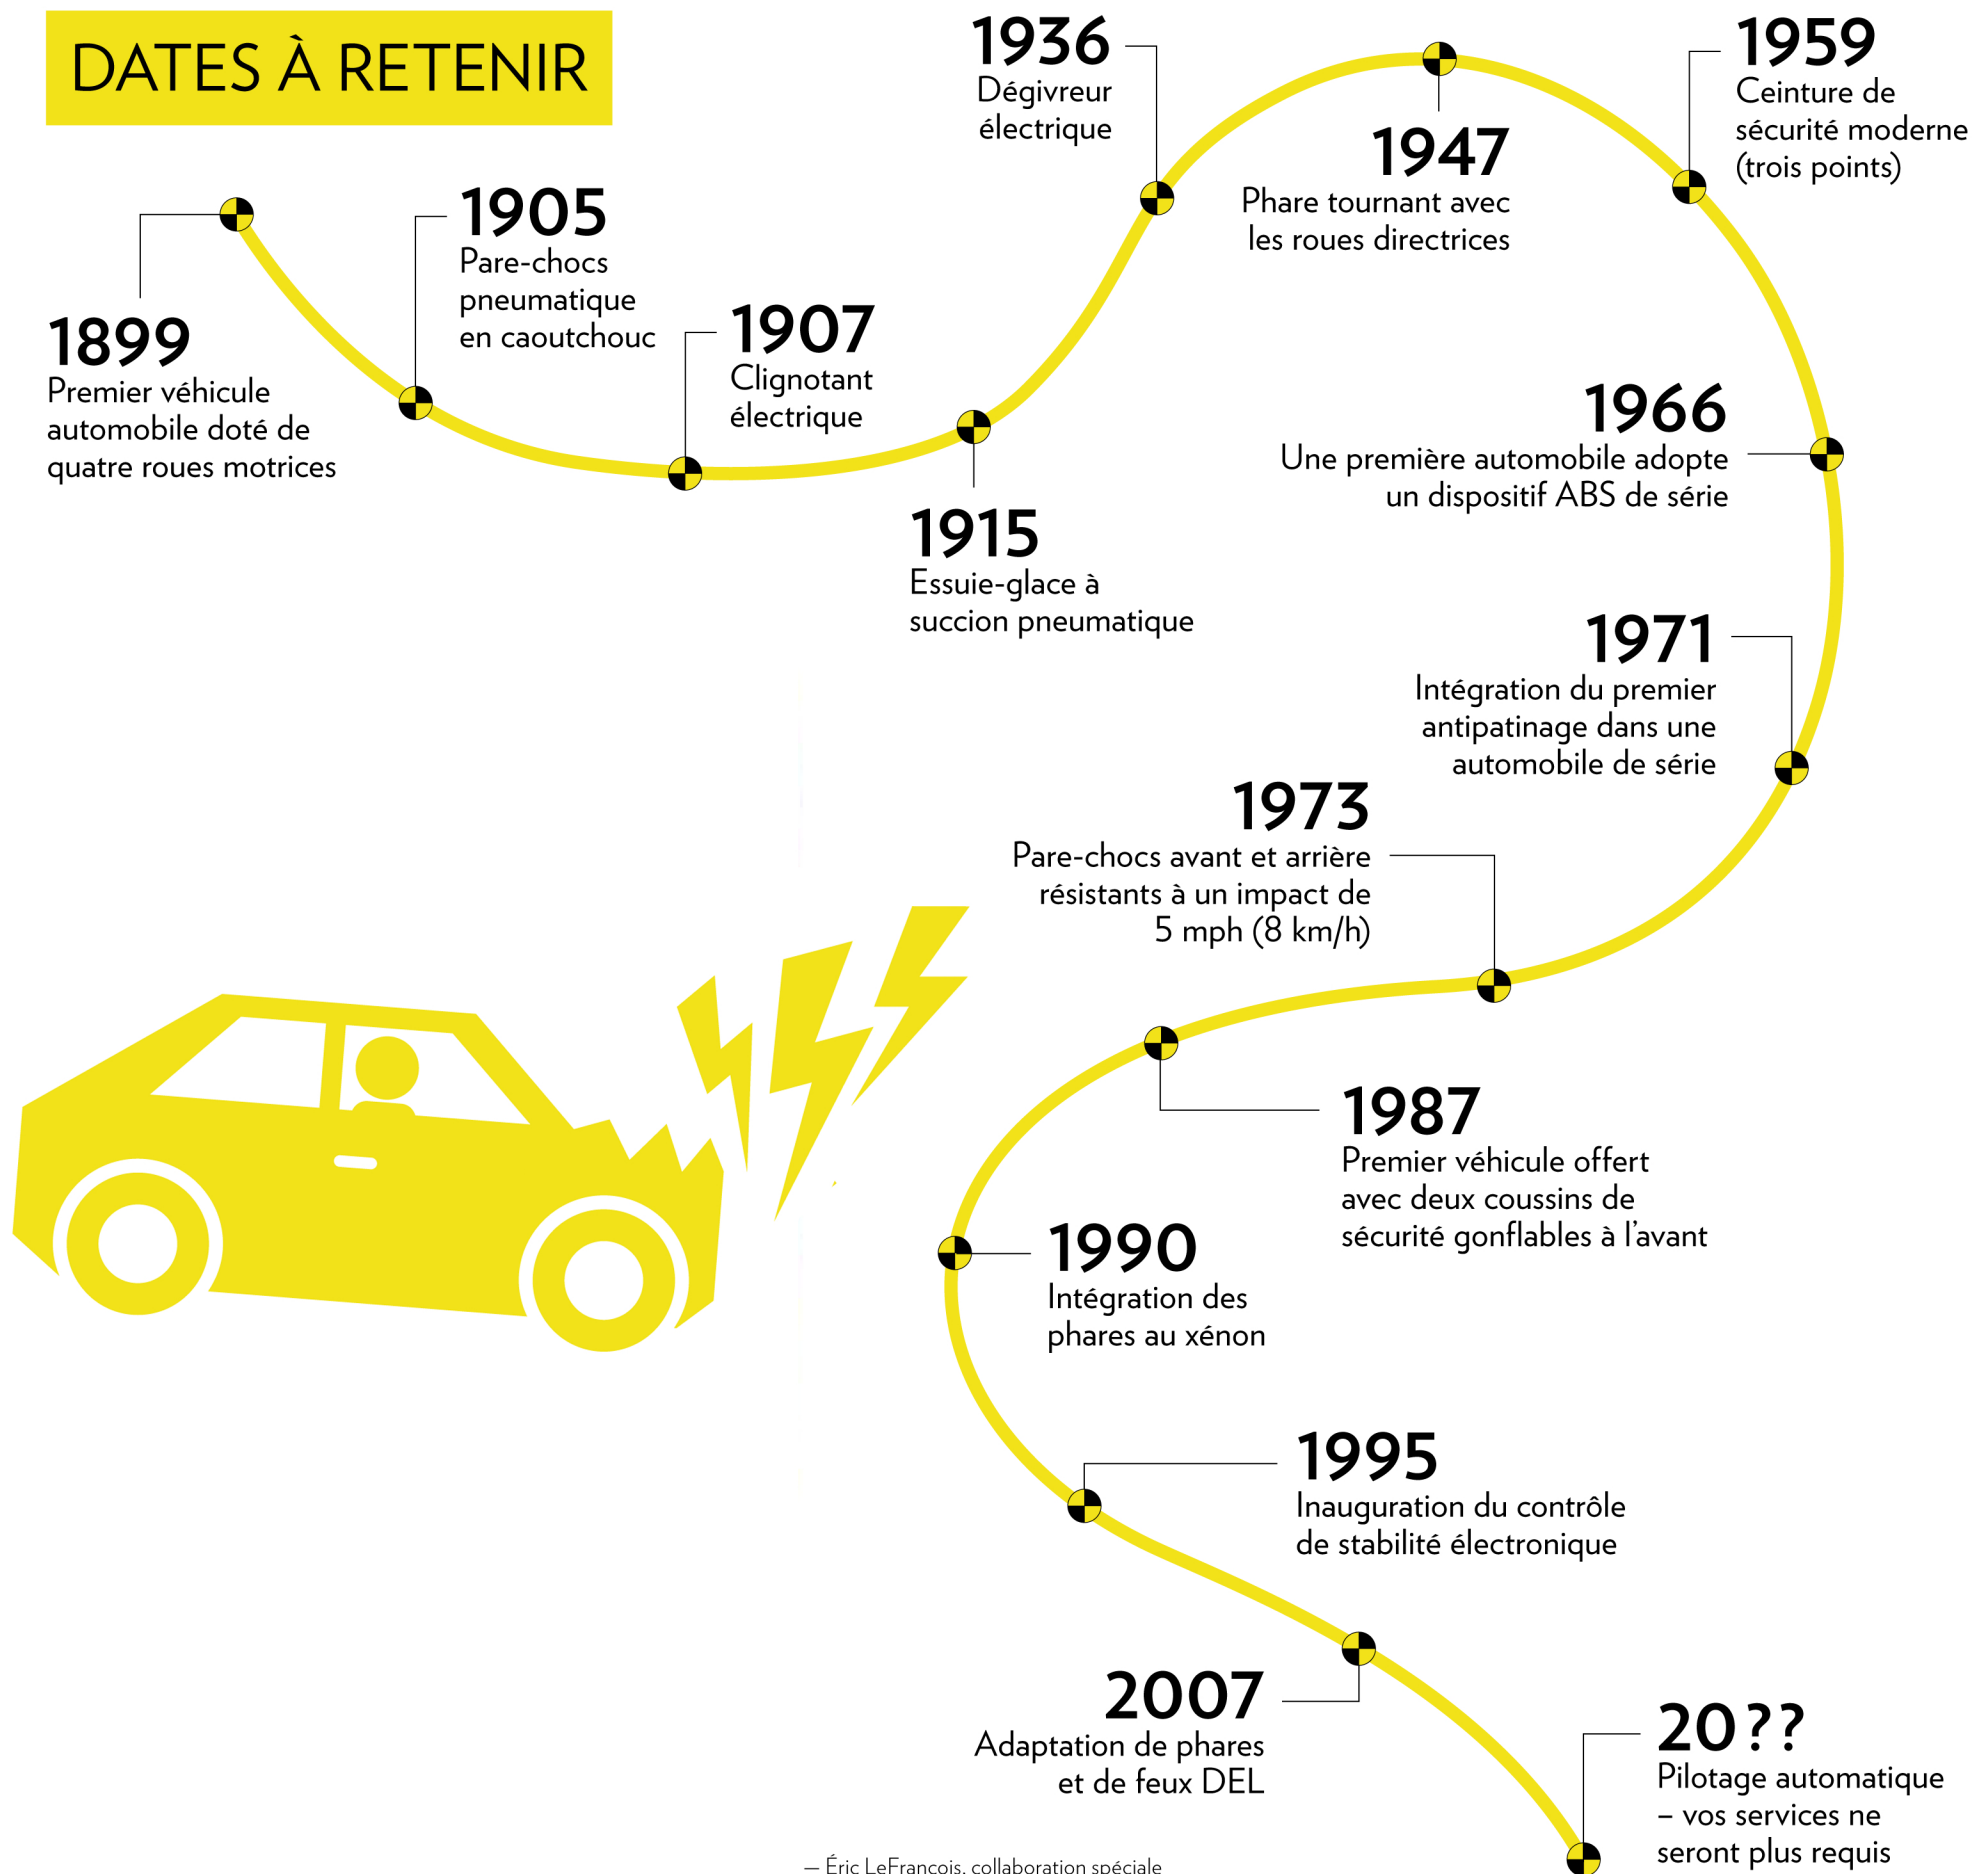 DATES À RETENIR
1899
Premier véhicule
automobile doté de
quatre roues motrices
1905
Pare-chocs
pneumatique
en caoutchouc
1907
Clignotant
électrique
1915
Essuie-glace à
succion pneumatique
1936
Dégivreur
électrique
1947
Phare tournant avec
les roues directrices
1959
Ceinture de
sécurité moderne
(trois points)
1966
Une première automobile adopte
un dispositif ABS de série
1971
Intégration du premier
antipatinage dans une
automobile de série
1973
Pare-chocs avant et arrière
résistants à un impact de
5 mph (8 km/h)
1987
Premier véhicule offert
avec deux coussins de
sécurité gonflables à l'avant
1990
Intégration des
phares au xénon
1995
Inauguration du contrôle
de stabilité électronique
2007
Adaptation de phares
et de feux DEL
20??
Pilotage automatique
– vos services ne
seront plus requis
— Éric LeFrançois, collaboration spéciale